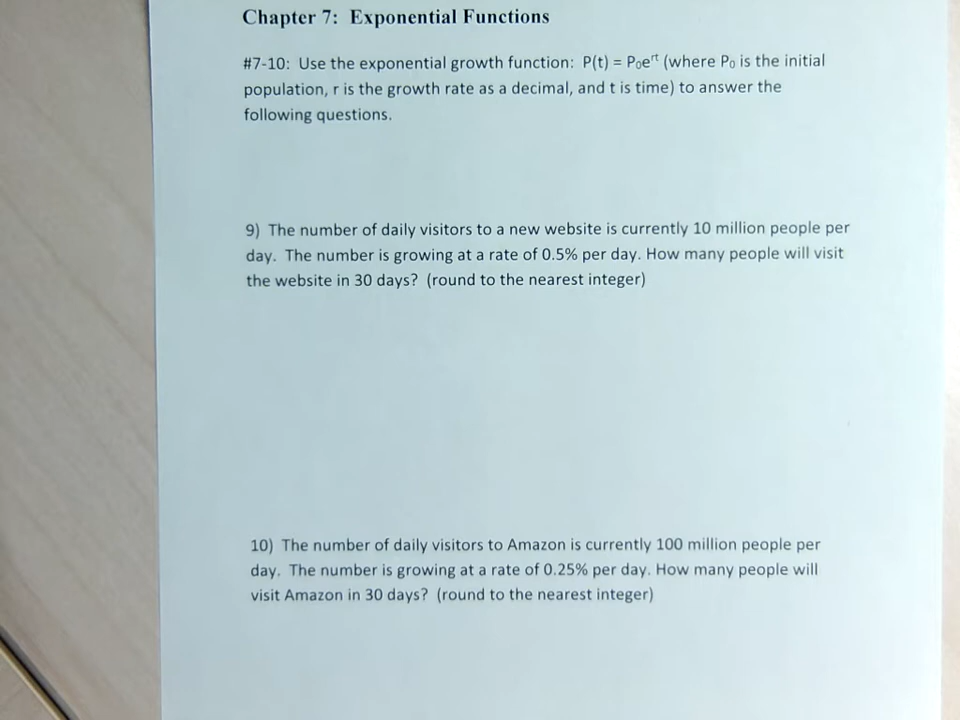 Chapter 7: Exponential Functions
#7-10: Use the exponential growth function: P(t) = P₀eʳᵗ (where P₀ is the initial
population, r is the growth rate as a decimal, and t is time) to answer the
following questions.
9) The number of daily visitors to a new website is currently 10 million people per
day. The number is growing at a rate of 0.5% per day. How many people will visit
the website in 30 days? (round to the nearest integer)
10) The number of daily visitors to Amazon is currently 100 million people per
day. The number is growing at a rate of 0.25% per day. How many people will
visit Amazon in 30 days? (round to the nearest integer)